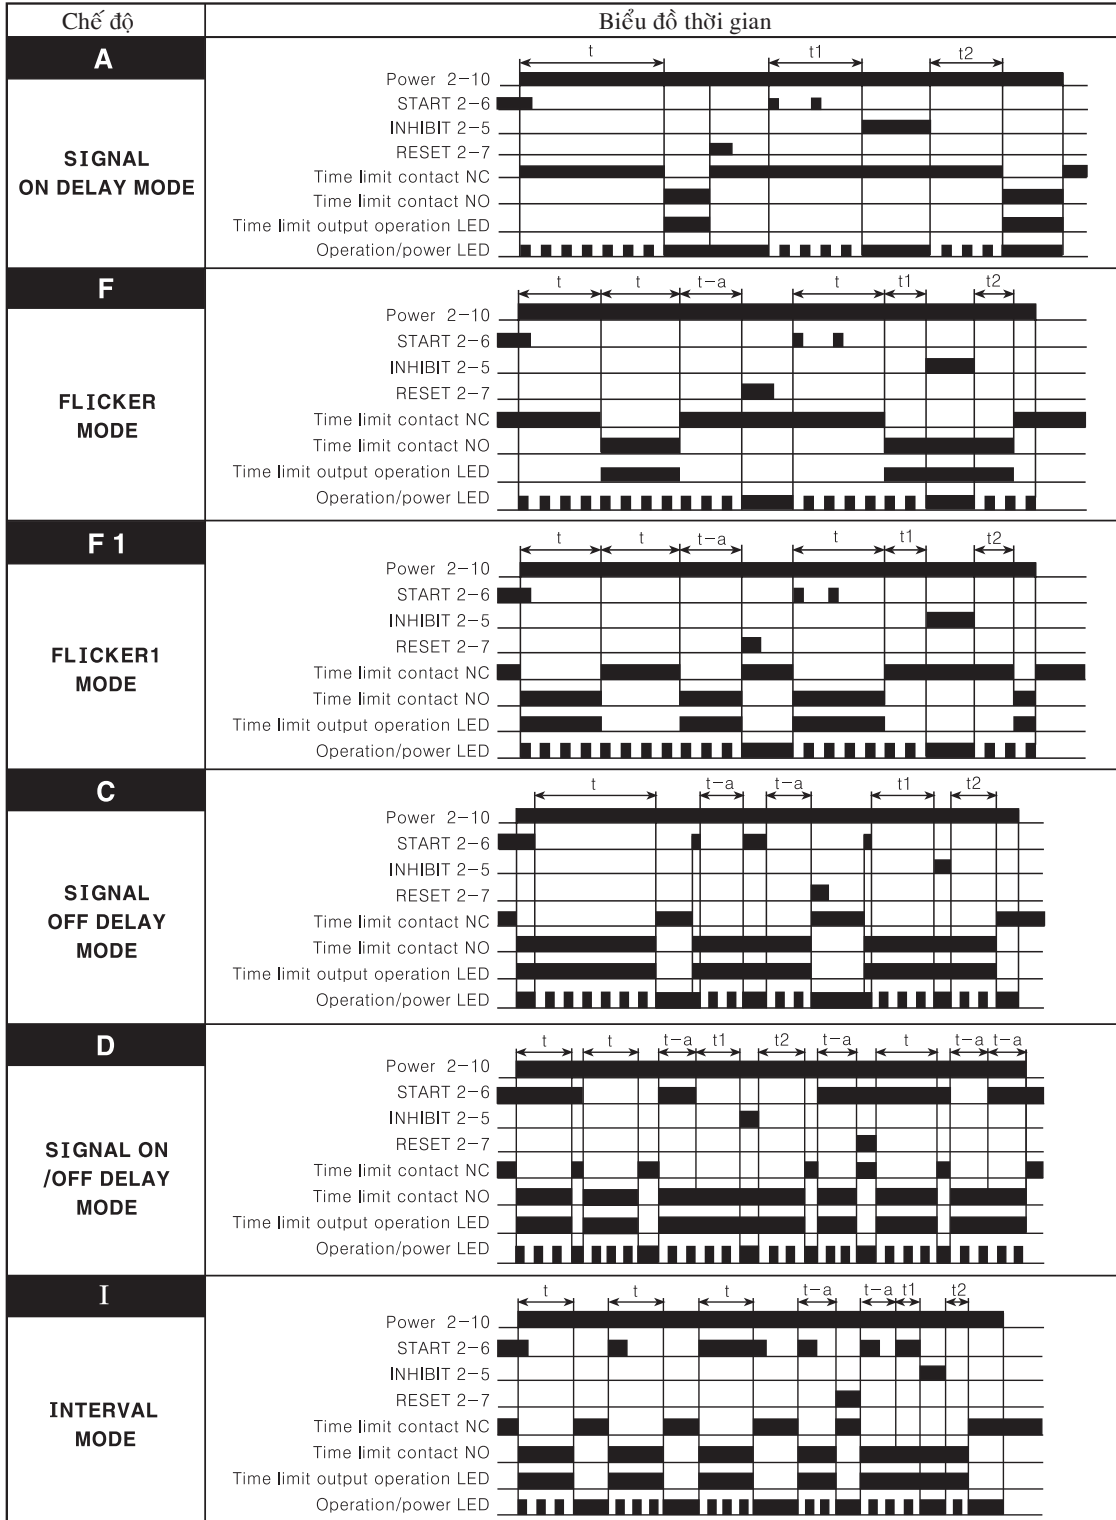 Chế độ
Biểu đồ thời gian
A
SIGNAL
ON DELAY MODE
t
t1
t2
Power 2-10
START 2-6
INHIBIT 2-5
RESET 2-7
Time limit contact NC
Time limit contact NO
Time limit output operation LED
Operation/power LED
F
FLICKER
MODE
t
t
t-a
t
t1
t2
Power 2-10
START 2-6
INHIBIT 2-5
RESET 2-7
Time limit contact NC
Time limit contact NO
Time limit output operation LED
Operation/power LED
F 1
FLICKER1
MODE
t
t
t-a
t
t1
t2
Power 2-10
START 2-6
INHIBIT 2-5
RESET 2-7
Time limit contact NC
Time limit contact NO
Time limit output operation LED
Operation/power LED
C
SIGNAL
OFF DELAY
MODE
t
t-a
t-a
t1
t2
Power 2-10
START 2-6
INHIBIT 2-5
RESET 2-7
Time limit contact NC
Time limit contact NO
Time limit output operation LED
Operation/power LED
D
SIGNAL ON
/OFF DELAY
MODE
t
t
t-a
t1
t2
t-a
t
t-a
t-a
Power 2-10
START 2-6
INHIBIT 2-5
RESET 2-7
Time limit contact NC
Time limit contact NO
Time limit output operation LED
Operation/power LED
I
INTERVAL
MODE
t
t
t
t-a
t-a
t1
t2
Power 2-10
START 2-6
INHIBIT 2-5
RESET 2-7
Time limit contact NC
Time limit contact NO
Time limit output operation LED
Operation/power LED